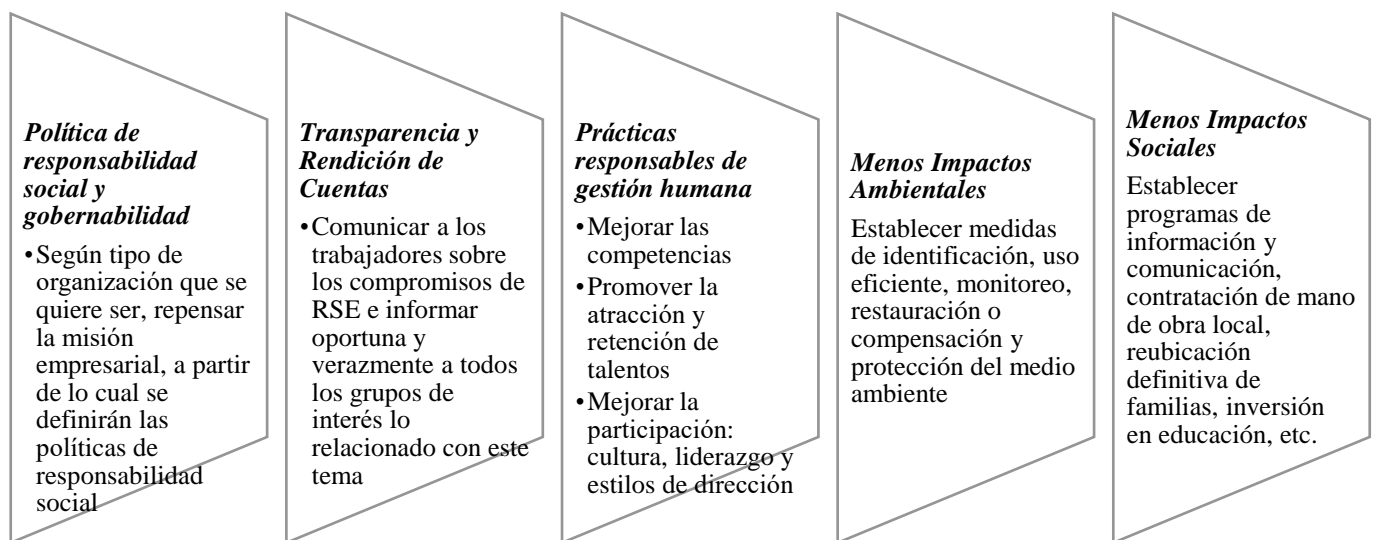 Política de
responsabilidad
social y
gobernabilidad
•Según tipo de
organización que se
quiere ser, repensar
la misión
empresarial, a partir
de lo cual se
definirán las
políticas de
responsabilidad
social
Transparencia y
Rendición de
Cuentas
•Comunicar a los
trabajadores sobre
los compromisos de
RSE e informar
oportuna y
verazmente a todos
los grupos de
interés lo
relacionado con este
tema
Prácticas
responsables de
gestión humana
•Mejorar las
competencias
•Promover la
atracción y
retención de
talentos
•Mejorar la
participación:
cultura, liderazgo y
estilos de dirección
Menos Impactos
Ambientales
Establecer medidas
de identificación, uso
eficiente, monitoreo,
restauración o
compensación y
protección del medio
ambiente
Menos Impactos
Sociales
Establecer
programas de
información y
comunicación,
contratación de mano
de obra local,
reubicación
definitiva de
familias, inversión
en educación, etc.